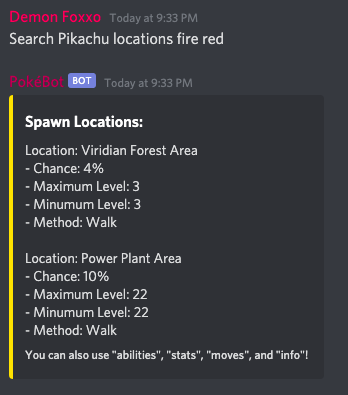 Demon Foxxo Today at 9:33 PM
Search Pikachu locations fire red
PokéBot BOT Today at 9:33 PM
Spawn Locations:
Location: Viridian Forest Area
- Chance: 4%
- Maximum Level: 3
- Minumum Level: 3
- Method: Walk
Location: Power Plant Area
- Chance: 10%
- Maximum Level: 22
- Minumum Level: 22
- Method: Walk
You can also use "abilities", "stats", "moves", and "info"!